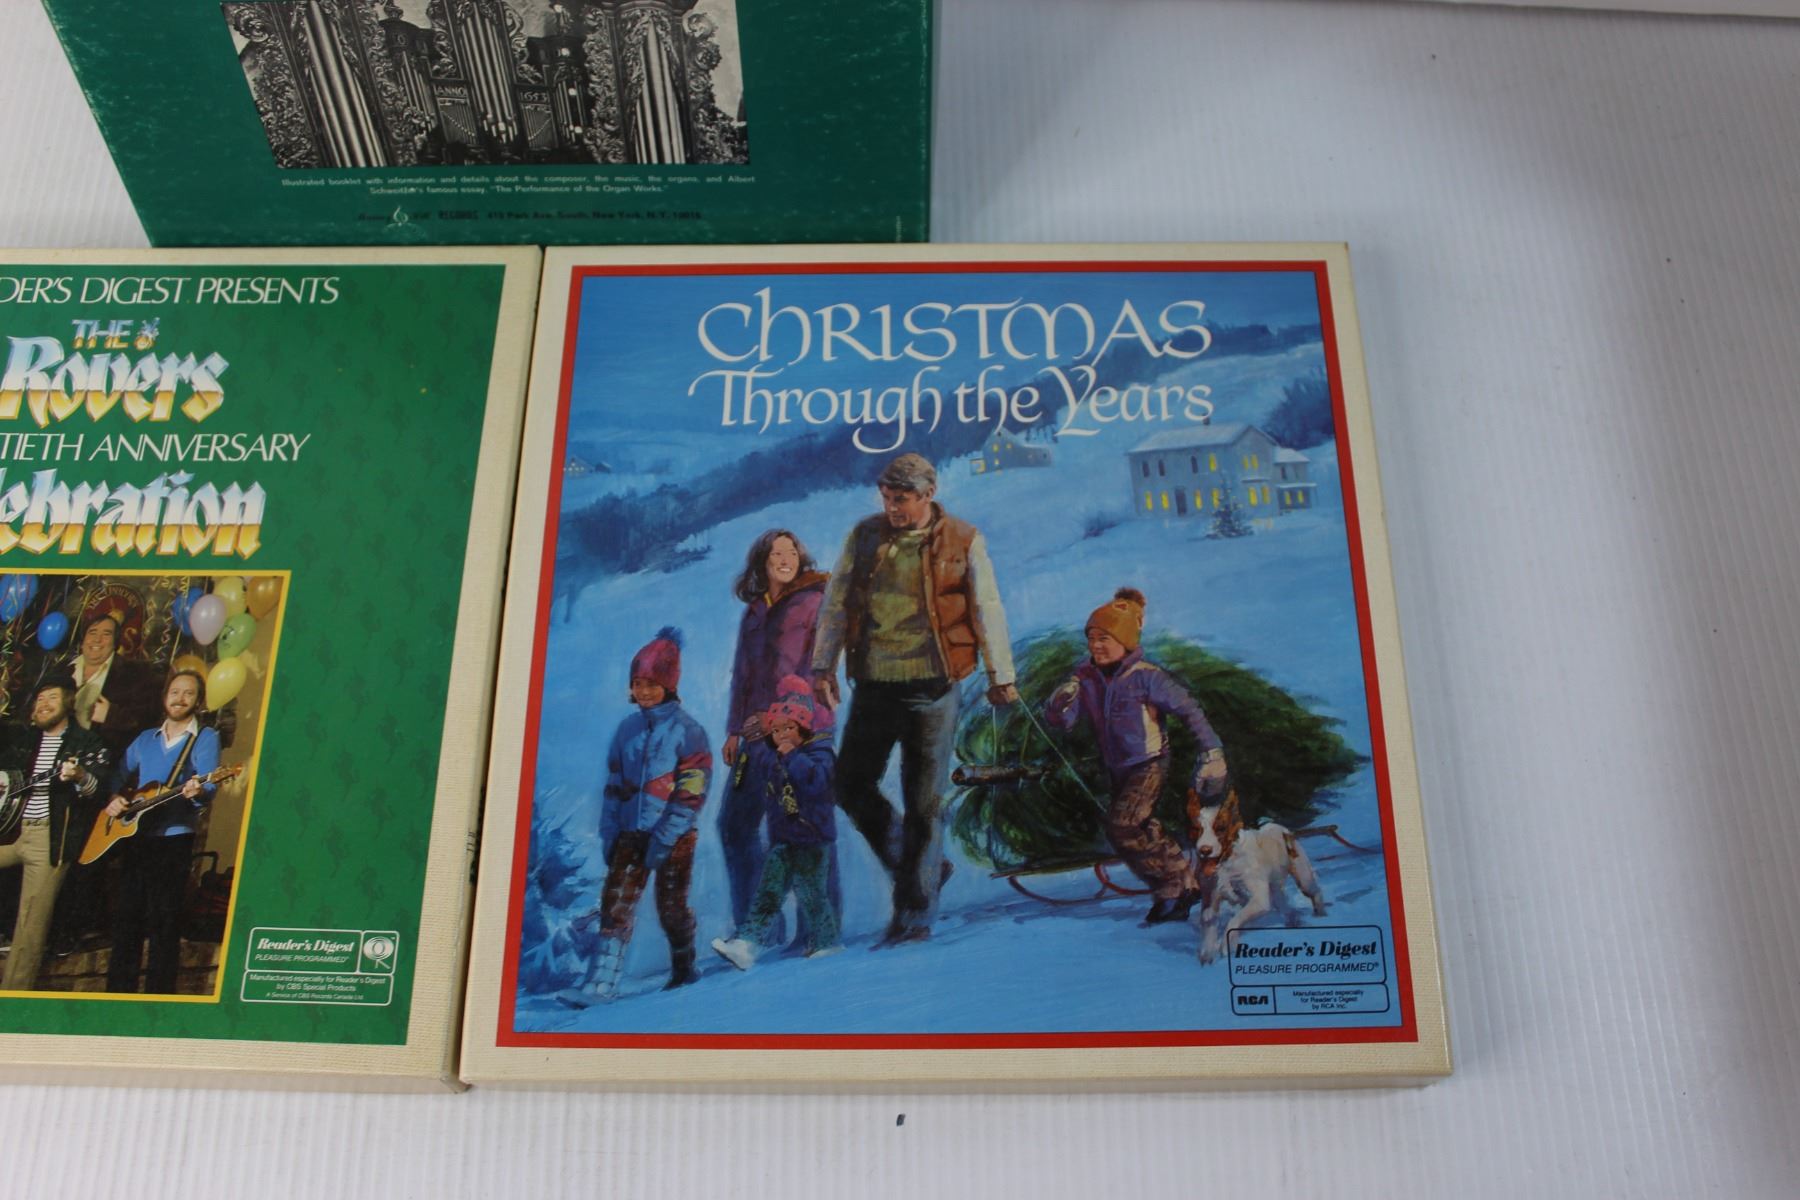 ANNO 1653
Illustrated booklet with information and details about the composer, the music, the organs, and Albert
Schweitzer's famous essay, "The Performance of the Organ Works."
RECORDS 415 Park Ave. South, New York, N.Y. 10016
DER'S DIGEST PRESENTS
THE
Rovers
TIETH ANNIVERSARY
lebration
Reader's Digest
PLEASURE PROGRAMMED®
Manufactured especially for Reader's Digest
by CBS Special Products
A Service of CBS Records Canada Ltd.
CHRISTMAS
Through the Years
Reader's Digest
PLEASURE PROGRAMMED®
RCA
Manufactured especially
for Reader's Digest
by RCA Inc.